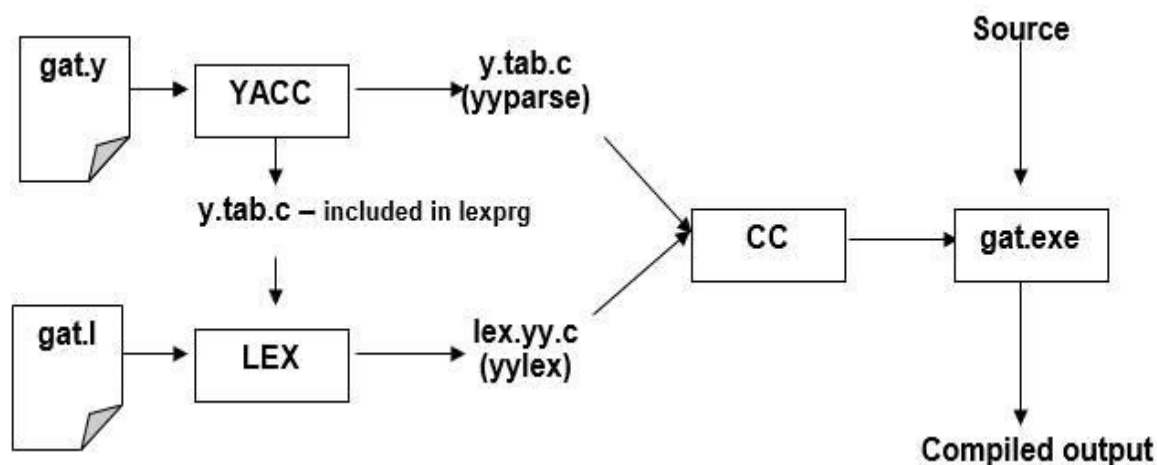 gat.y
YACC
y.tab.c
(yyparse)
Source
y.tab.c – included in lexprg
CC
gat.exe
gat.l
LEX
lex.yy.c
(yylex)
Compiled output